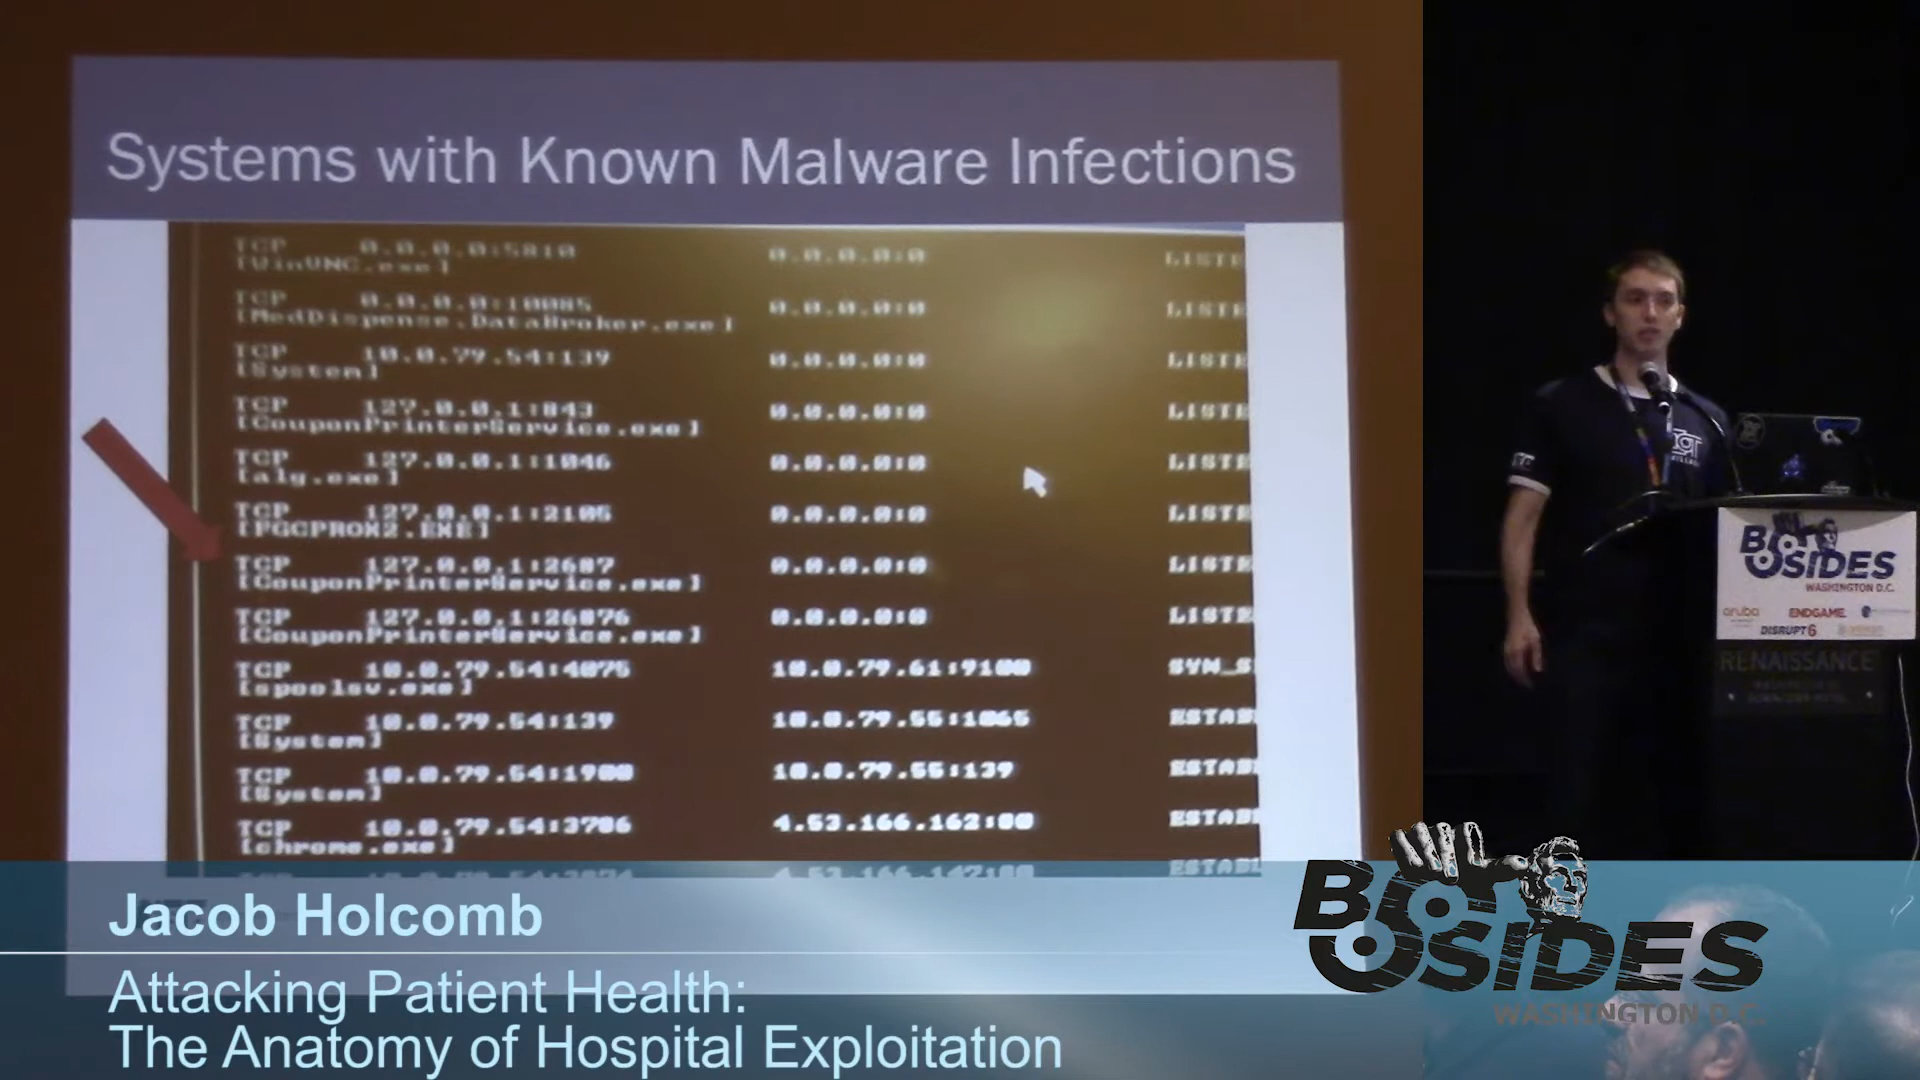 Systems with Known Malware Infections
TCP 0.0.0.0:5810 0.0.0.0:0 LISTE
[WinVNC.exe]
TCP 0.0.0.0:10085 0.0.0.0:0 LISTE
[MedDispense.DataBroker.exe]
TCP 10.0.79.54:139 0.0.0.0:0 LISTE
[System]
TCP 127.0.0.1:843 0.0.0.0:0 LISTE
[CouponPrinterService.exe]
TCP 127.0.0.1:1046 0.0.0.0:0 LISTE
[alg.exe]
TCP 127.0.0.1:2105 0.0.0.0:0 LISTE
[PGCPROX2.EXE]
TCP 127.0.0.1:2687 0.0.0.0:0 LISTE
[CouponPrinterService.exe]
TCP 127.0.0.1:26876 0.0.0.0:0 LISTE
[CouponPrinterService.exe]
TCP 10.0.79.54:4075 10.0.79.61:9100 SYN_S
[spoolsv.exe]
TCP 10.0.79.54:139 10.0.79.55:1065 ESTAB
[System]
TCP 10.0.79.54:1900 10.0.79.55:139 ESTAB
[System]
TCP 10.0.79.54:3706 4.53.166.162:80 ESTAB
[chrome.exe]
BSIDES
WASHINGTON D.C.
aruba
ENDGAME.
DISRUPT6
RENAISSANCE
Jacob Holcomb
Attacking Patient Health:
The Anatomy of Hospital Exploitation
BSIDES
WASHINGTON D.C.